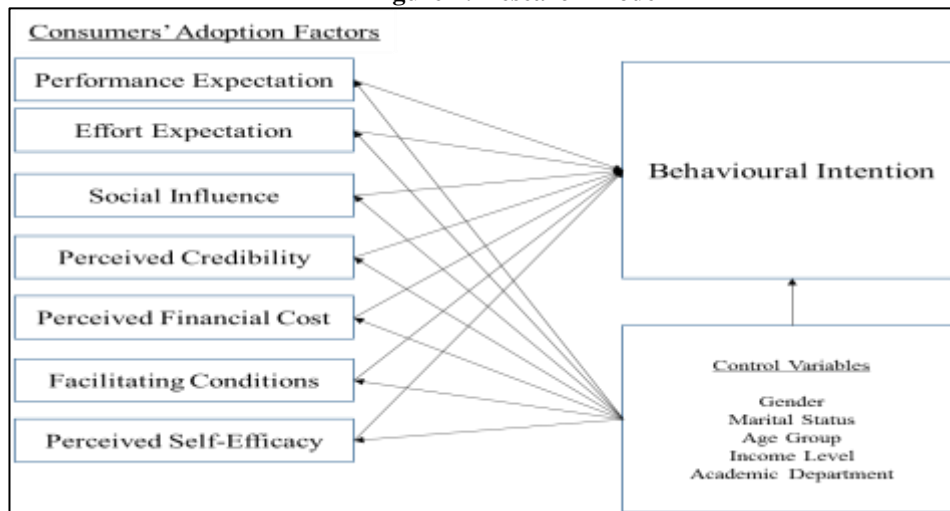 Consumers' Adoption Factors
Performance Expectation
Effort Expectation
Social Influence
Perceived Credibility
Perceived Financial Cost
Facilitating Conditions
Perceived Self-Efficacy
Behavioural Intention
Control Variables
Gender
Marital Status
Age Group
Income Level
Academic Department